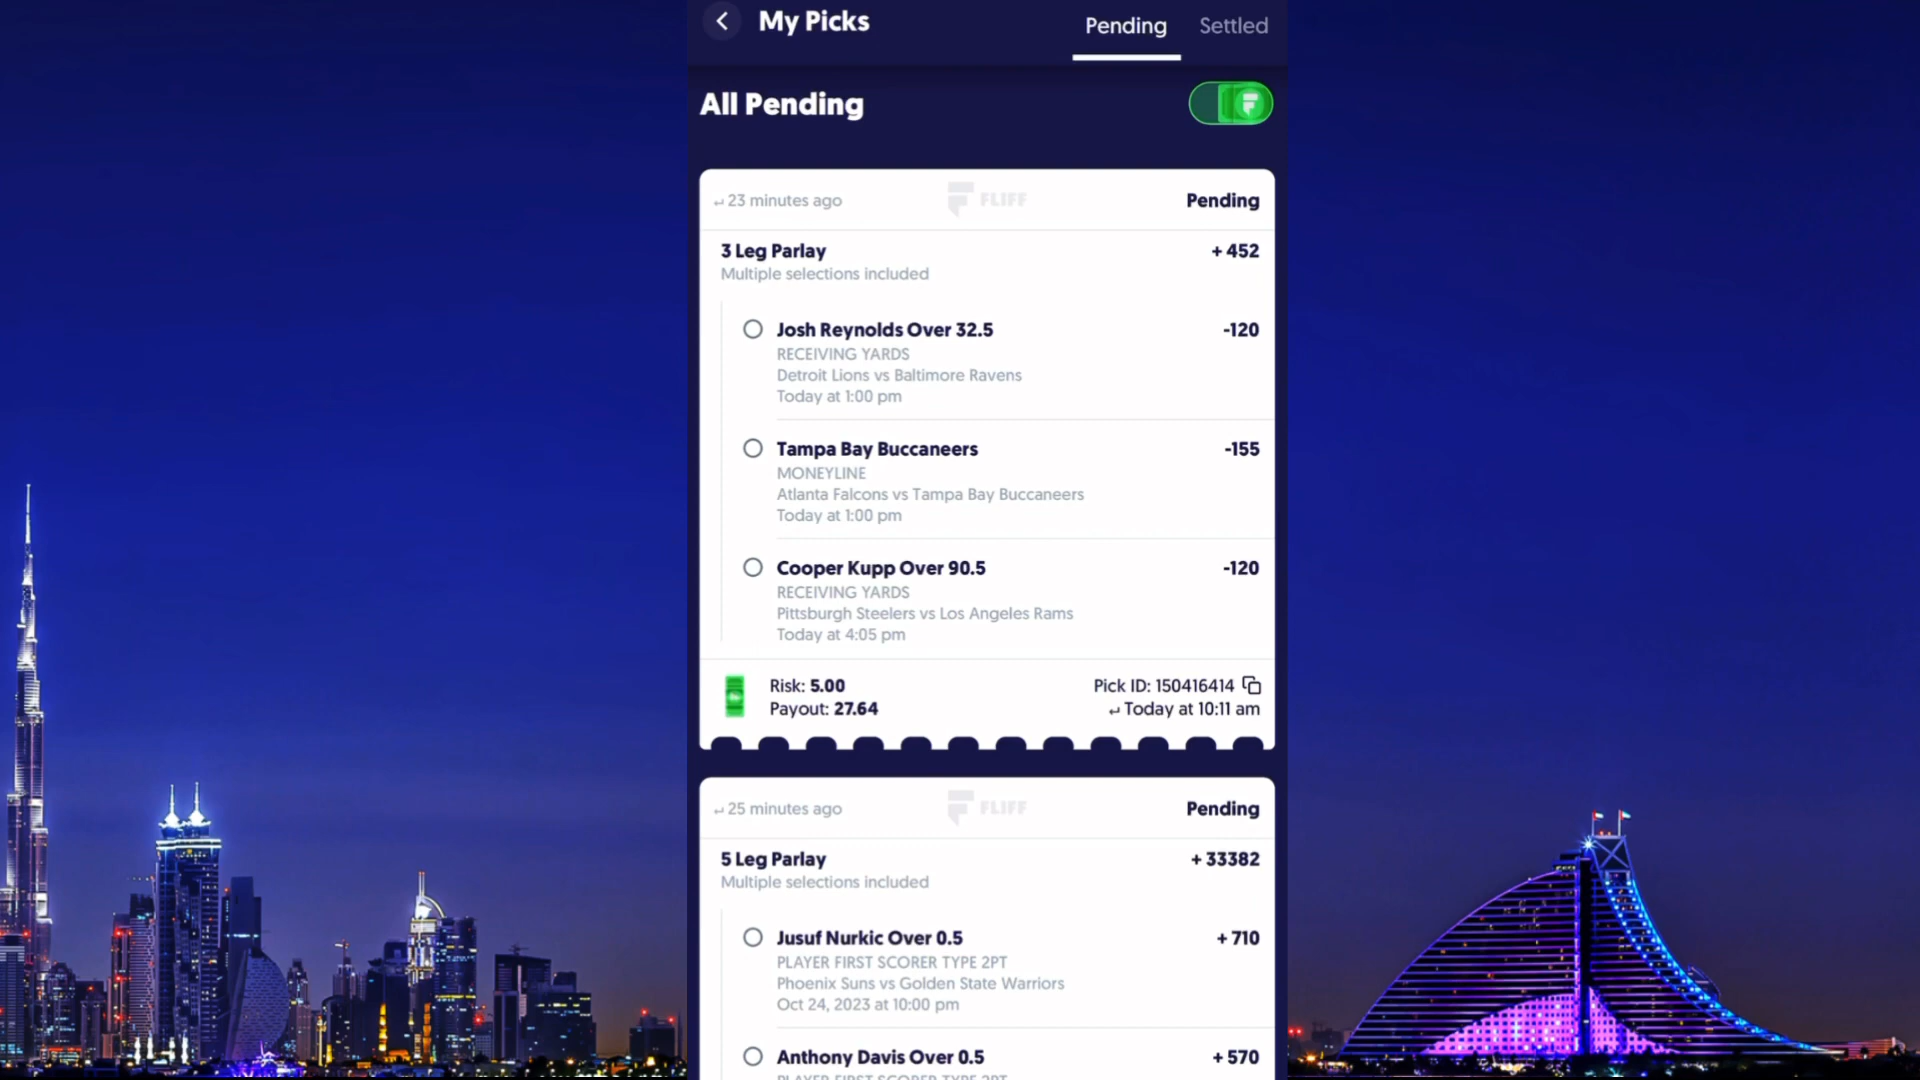 My Picks
Pending
Settled
All Pending
23 minutes ago
FLIFF
Pending
3 Leg Parlay
+ 452
Multiple selections included
Josh Reynolds Over 32.5
-120
RECEIVING YARDS
Detroit Lions vs Baltimore Ravens
Today at 1:00 pm
Tampa Bay Buccaneers
-155
MONEYLINE
Atlanta Falcons vs Tampa Bay Buccaneers
Today at 1:00 pm
Cooper Kupp Over 90.5
-120
RECEIVING YARDS
Pittsburgh Steelers vs Los Angeles Rams
Today at 4:05 pm
Risk: 5.00
Pick ID: 150416414
Payout: 27.64
Today at 10:11 am
25 minutes ago
FLIFF
Pending
5 Leg Parlay
+ 33382
Multiple selections included
Jusuf Nurkic Over 0.5
+ 710
PLAYER FIRST SCORER TYPE 2PT
Phoenix Suns vs Golden State Warriors
Oct 24, 2023 at 10:00 pm
Anthony Davis Over 0.5
+ 570
PLAYER FIRST SCORER TYPE 2PT